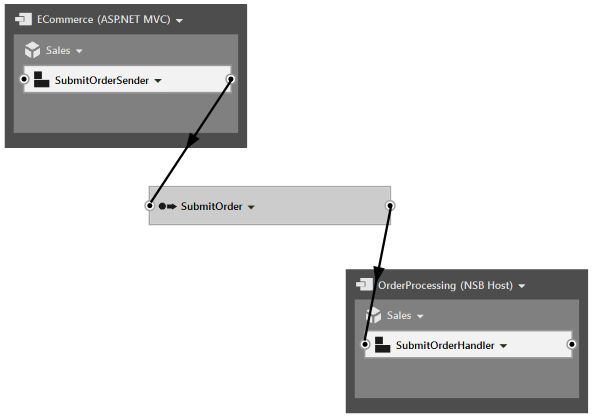 ECommerce (ASP.NET MVC)
Sales
SubmitOrderSender
SubmitOrder
OrderProcessing (NSB Host)
Sales
SubmitOrderHandler